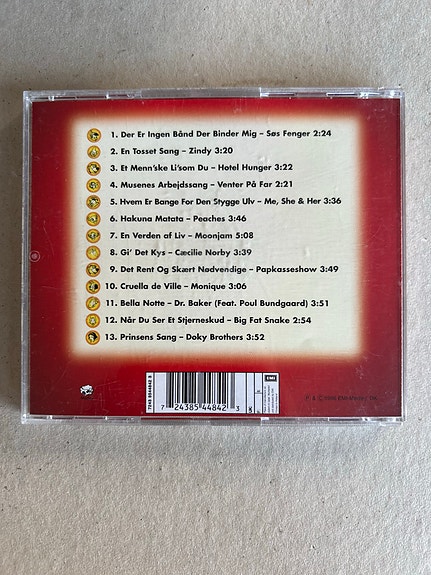 1. Der Er Ingen Bånd Der Binder Mig – Søs Fenger 2:24
2. En Tosset Sang – Zindy 3:20
3. Et Menn'ske Li'som Du – Hotel Hunger 3:22
4. Musenes Arbejdssang – Venter På Far 2:21
5. Hvem Er Bange For Den Stygge Ulv – Me, She & Her 3:36
6. Hakuna Matata – Peaches 3:46
7. En Verden af Liv – Moonjam 5:08
8. Gi' Det Kys – Cæcilie Norby 3:39
9. Det Rent Og Skært Nødvendige – Papkasseshow 3:49
10. Cruella de Ville – Monique 3:06
11. Bella Notte – Dr. Baker (Feat. Poul Bundgaard) 3:51
12. Når Du Ser Et Stjerneskud – Big Fat Snake 2:54
13. Prinsens Sang – Doky Brothers 3:52
7 24385 44842 3
EMI